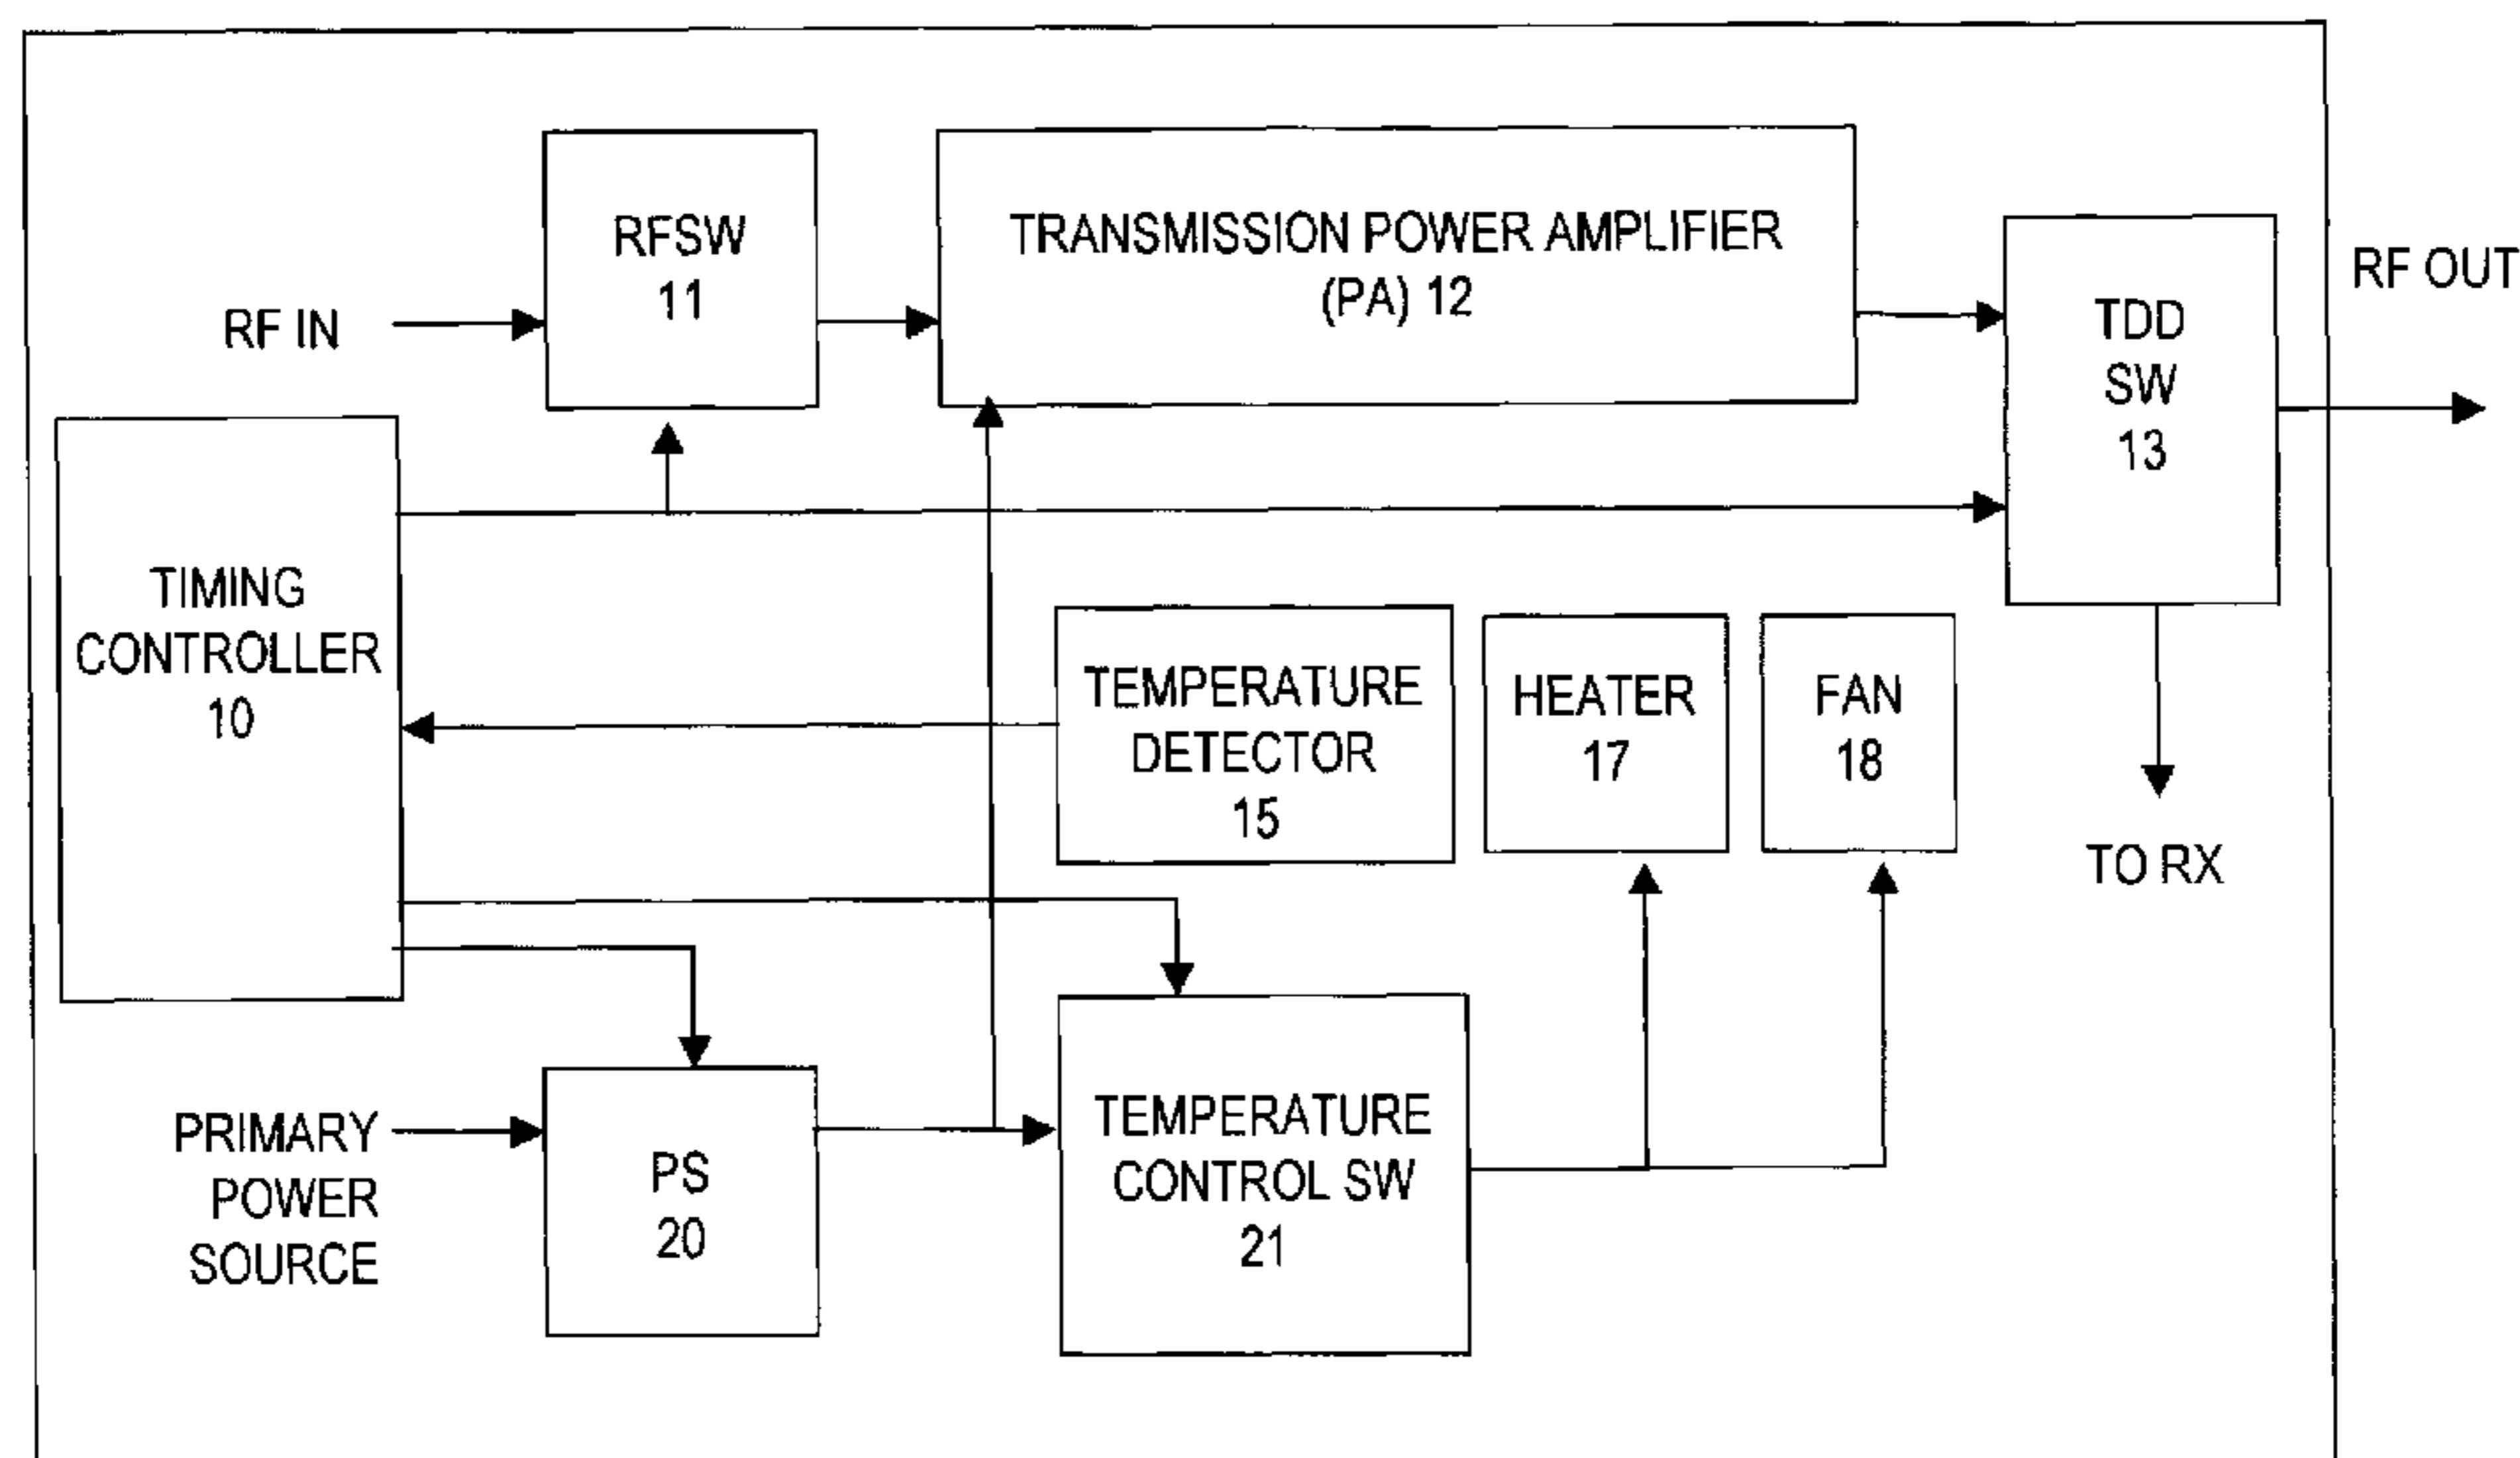 RFSW
11
TRANSMISSION POWER AMPLIFIER
(PA) 12
RF IN
TDD
SW
13
RF OUT
TIMING
CONTROLLER
10
TEMPERATURE
DETECTOR
15
HEATER
17
FAN
18
TO RX
PRIMARY
POWER
SOURCE
PS
20
TEMPERATURE
CONTROL SW
21